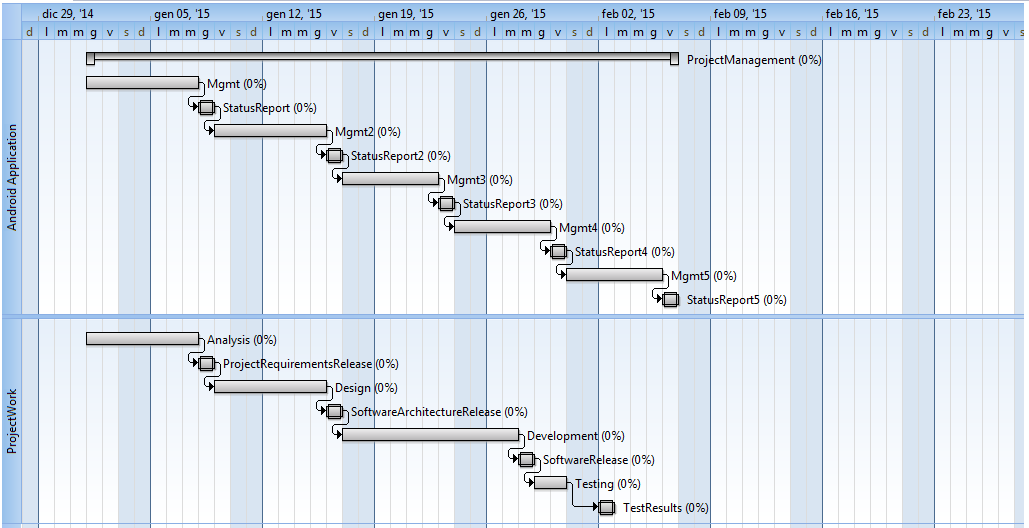 dic 29, '14 gen 05, '15 gen 12, '15 gen 19, '15 gen 26, '15 feb 02, '15 feb 09, '15 feb 16, '15 feb 23, '15
d l m m g v s d l m m g v s d l m m g v s d l m m g v s d l m m g v s d l m m g v s d l m m g v s d l m m g v s d l m m g v s
Android Application
ProjectManagement (0%)
Mgmt (0%)
StatusReport (0%)
Mgmt2 (0%)
StatusReport2 (0%)
Mgmt3 (0%)
StatusReport3 (0%)
Mgmt4 (0%)
StatusReport4 (0%)
Mgmt5 (0%)
StatusReport5 (0%)
ProjectWork
Analysis (0%)
ProjectRequirementsRelease (0%)
Design (0%)
SoftwareArchitectureRelease (0%)
Development (0%)
SoftwareRelease (0%)
Testing (0%)
TestResults (0%)